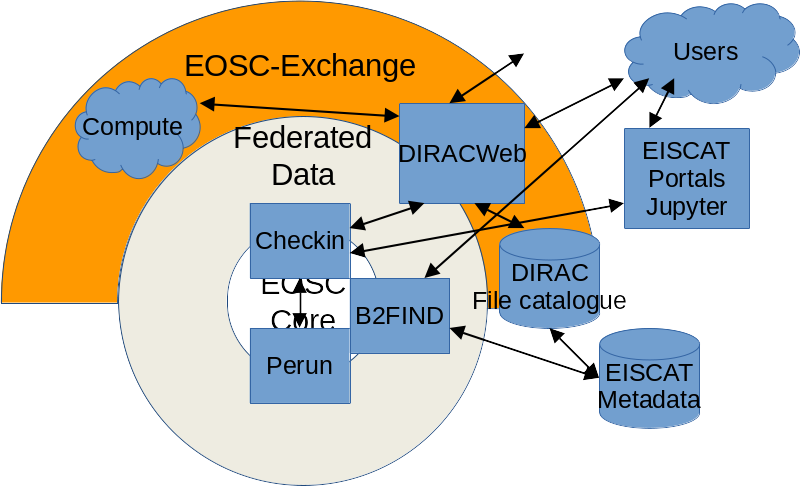 EOSC-Exchange
Users
Compute
Federated
Data
DIRACWeb
EISCAT
Portals
Jupyter
Checkin
DIRAC
File catalogue
EOSC
Core
B2FIND
Perun
EISCAT
Metadata